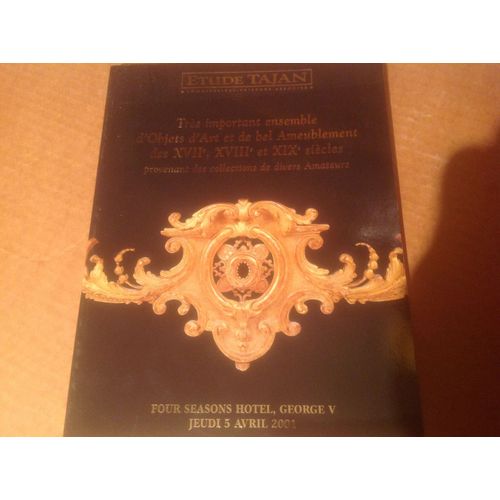 ETUDE TAJAN
Très important ensemble
d'Objets d'Art et de bel Ameublement
des XVIIᵉ, XVIIIᵉ et XIXᵉ siècles
provenant des collections de divers Amateurs
FOUR SEASONS HOTEL, GEORGE V
JEUDI 5 AVRIL 2001